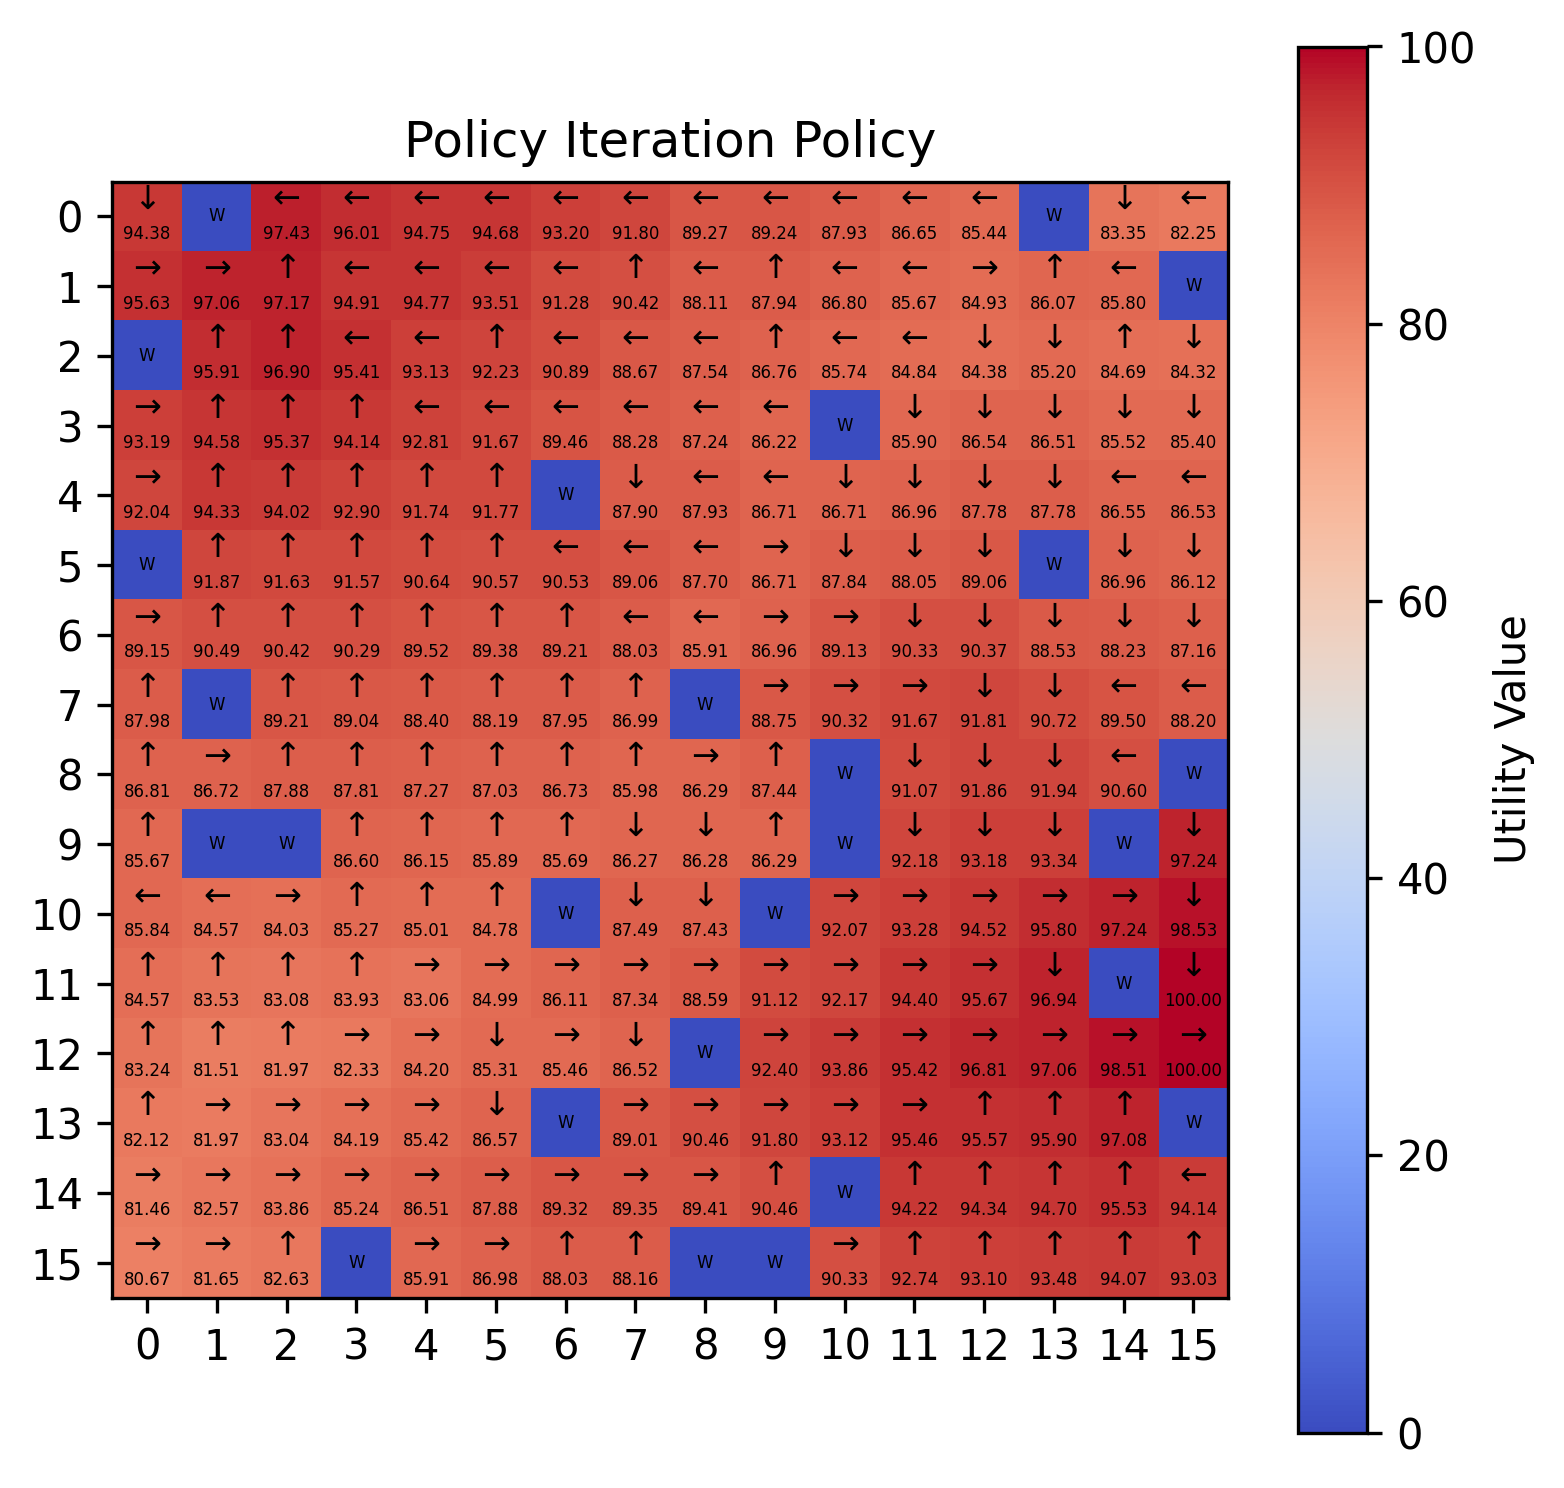 Policy Iteration Policy
0 ↓ W ← ← ← ← ← ← ← ← ← ← ← W ↓ ←
94.38 97.43 96.01 94.75 94.68 93.20 91.80 89.27 89.24 87.93 86.65 85.44 83.35 82.25
1 → → ↑ ← ← ← ← ↑ ← ↑ ← ← → ↑ ← W
95.63 97.06 97.17 94.91 94.77 93.51 91.28 90.42 88.11 87.94 86.80 85.67 84.93 86.07 85.80
2 W ↑ ↑ ← ← ↑ ← ← ← ↑ ← ← ↓ ↓ ↑ ↓
95.91 96.90 95.41 93.13 92.23 90.89 88.67 87.54 86.76 85.74 84.84 84.38 85.20 84.69 84.32
3 → ↑ ↑ ↑ ← ← ← ← ← ← W ↓ ↓ ↓ ↓ ↓
93.19 94.58 95.37 94.14 92.81 91.67 89.46 88.28 87.24 86.22 85.90 86.54 86.51 85.52 85.40
4 → ↑ ↑ ↑ ↑ ↑ W ↓ ← ← ↓ ↓ ↓ ↓ ← ←
92.04 94.33 94.02 92.90 91.74 91.77 87.90 87.93 86.71 86.71 86.96 87.78 87.78 86.55 86.53
5 W ↑ ↑ ↑ ↑ ↑ ← ← ← → ↓ ↓ ↓ W ↓ ↓
91.87 91.63 91.57 90.64 90.57 90.53 89.06 87.70 86.71 87.84 88.05 89.06 86.96 86.12
6 → ↑ ↑ ↑ ↑ ↑ ↑ ← ← → → ↓ ↓ ↓ ↓ ↓
89.15 90.49 90.42 90.29 89.52 89.38 89.21 88.03 85.91 86.96 89.13 90.33 90.37 88.53 88.23 87.16
7 ↑ W ↑ ↑ ↑ ↑ ↑ ↑ W → → → ↓ ↓ ← ←
87.98 89.21 89.04 88.40 88.19 87.95 86.99 88.75 90.32 91.67 91.81 90.72 89.50 88.20
8 ↑ → ↑ ↑ ↑ ↑ ↑ ↑ → ↑ W ↓ ↓ ↓ ← W
86.81 86.72 87.88 87.81 87.27 87.03 86.73 85.98 86.29 87.44 91.07 91.86 91.94 90.60
9 ↑ W W ↑ ↑ ↑ ↑ ↓ ↓ ↑ W ↓ ↓ ↓ W ↓
85.67 86.60 86.15 85.89 85.69 86.27 86.28 86.29 92.18 93.18 93.34 97.24
10 ← ← → ↑ ↑ ↑ W ↓ ↓ W → → → → → ↓
85.84 84.57 84.03 85.27 85.01 84.78 87.49 87.43 92.07 93.28 94.52 95.80 97.24 98.53
11 ↑ ↑ ↑ ↑ → → → → → → → → → ↓ W ↓
84.57 83.53 83.08 83.93 83.06 84.99 86.11 87.34 88.59 91.12 92.17 94.40 95.67 96.94 100.00
12 ↑ ↑ ↑ → → ↓ → ↓ W → → → → → → →
83.24 81.51 81.97 82.33 84.20 85.31 85.46 86.52 92.40 93.86 95.42 96.81 97.06 98.51 100.00
13 ↑ → → → → ↓ W → → → → → ↑ ↑ ↑ W
82.12 81.97 83.04 84.19 85.42 86.57 89.01 90.46 91.80 93.12 95.46 95.57 95.90 97.08
14 → → → → → → → → → ↑ W ↑ ↑ ↑ ↑ ←
81.46 82.57 83.86 85.24 86.51 87.88 89.32 89.35 89.41 90.46 94.22 94.34 94.70 95.53 94.14
15 → → ↑ W → → ↑ ↑ W W → ↑ ↑ ↑ ↑ ↑
80.67 81.65 82.63 85.91 86.98 88.03 88.16 90.33 92.74 93.10 93.48 94.07 93.03
0 1 2 3 4 5 6 7 8 9 10 11 12 13 14 15
100
80
60
40
20
0
Utility Value